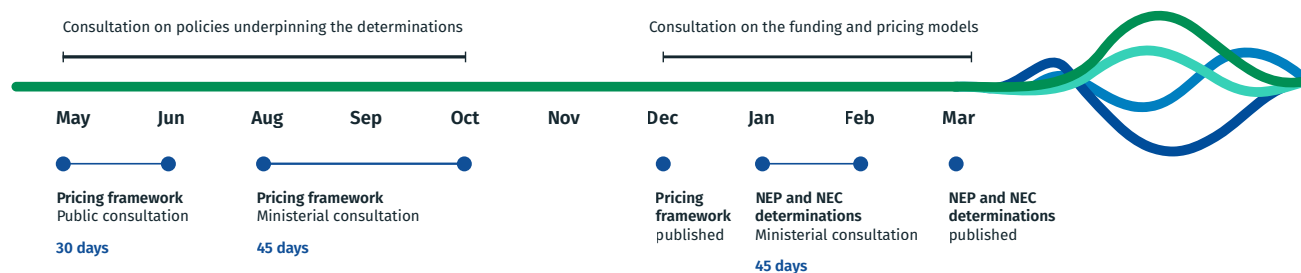 Consultation on policies underpinning the determinations
Consultation on the funding and pricing models
May Jun Aug Sep Oct Nov Dec Jan Feb Mar
Pricing framework
Public consultation
30 days
Pricing framework
Ministerial consultation
45 days
Pricing
framework
published
NEP and NEC
determinations
Ministerial consultation
45 days
NEP and NEC
determinations
published